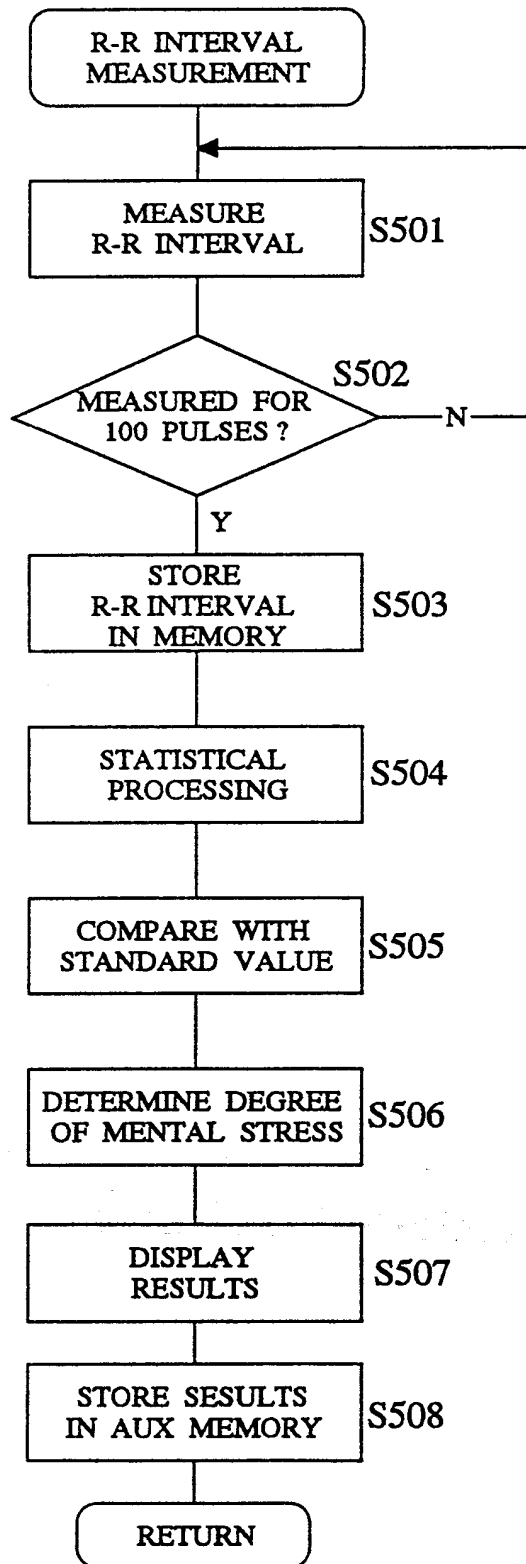 R-R INTERVAL
MEASUREMENT
MEASURE
R-R INTERVAL
S501
S502
MEASURED FOR
100 PULSES ?
N
Y
STORE
R-R INTERVAL
IN MEMORY
S503
STATISTICAL
PROCESSING
S504
COMPARE WITH
STANDARD VALUE
S505
DETERMINE DEGREE
OF MENTAL STRESS
S506
DISPLAY
RESULTS
S507
STORE SESULTS
IN AUX MEMORY
S508
RETURN